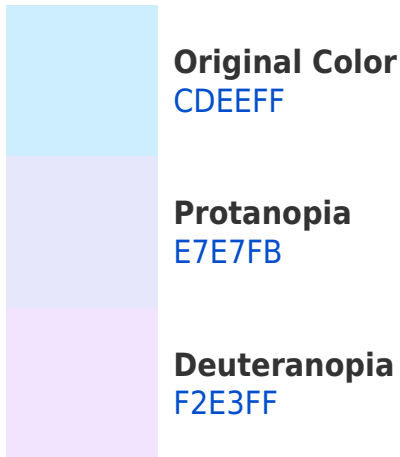 Original Color
CDEEFF
Protanopia
E7E7FB
Deuteranopia
F2E3FF